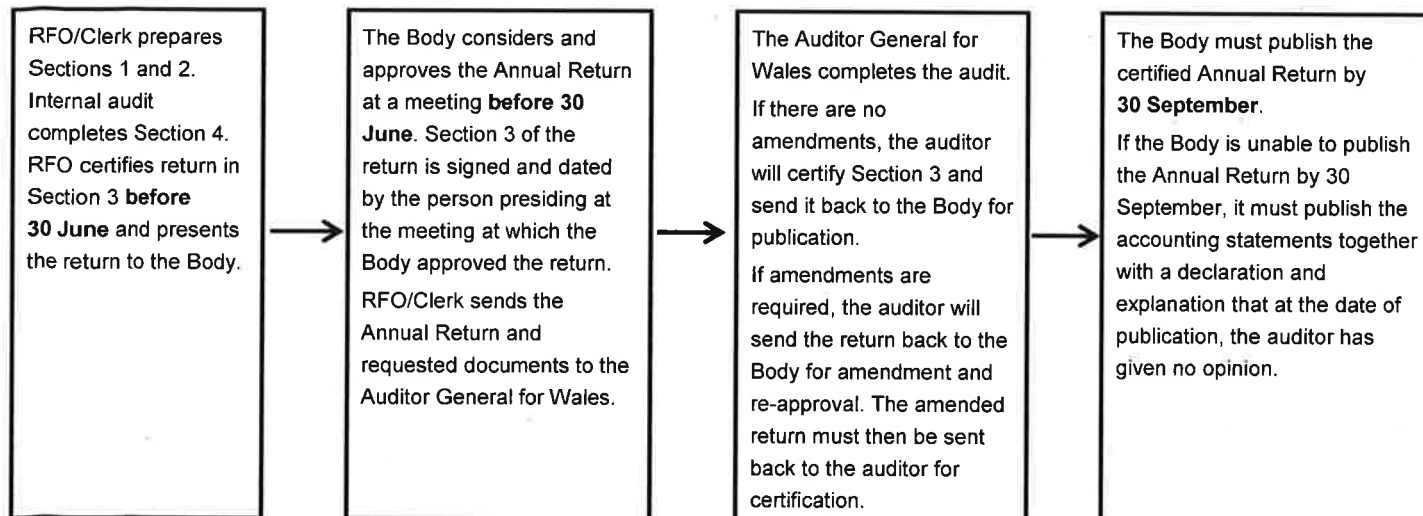 RFO/Clerk prepares
Sections 1 and 2.
Internal audit
completes Section 4.
RFO certifies return in
Section 3 before
30 June and presents
the return to the Body.
The Body considers and
approves the Annual Return
at a meeting before 30
June. Section 3 of the
return is signed and dated
by the person presiding at
the meeting at which the
Body approved the return.
RFO/Clerk sends the
Annual Return and
requested documents to the
Auditor General for Wales.
The Auditor General for
Wales completes the audit.
If there are no
amendments, the auditor
will certify Section 3 and
send it back to the Body for
publication.
If amendments are
required, the auditor will
send the return back to the
Body for amendment and
re-approval. The amended
return must then be sent
back to the auditor for
certification.
The Body must publish the
certified Annual Return by
30 September.
If the Body is unable to publish
the Annual Return by 30
September, it must publish the
accounting statements together
with a declaration and
explanation that at the date of
publication, the auditor has
given no opinion.